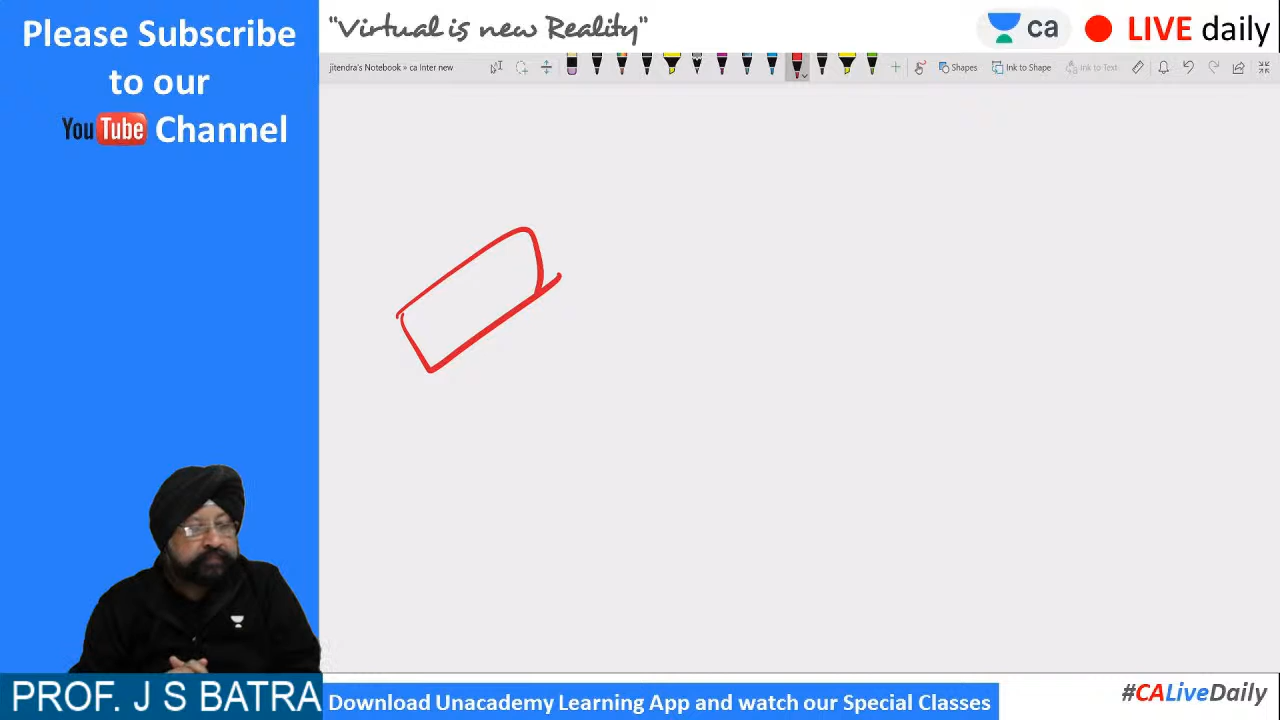 Please Subscribe
to our
YouTube Channel
"Virtual is new Reality"
ca LIVE daily
jitendra's Notebook » ca Inter new
Shapes
Ink to Shape
Ink to Text
PROF. J S BATRA
Download Unacademy Learning App and watch our Special Classes
#CALiveDaily